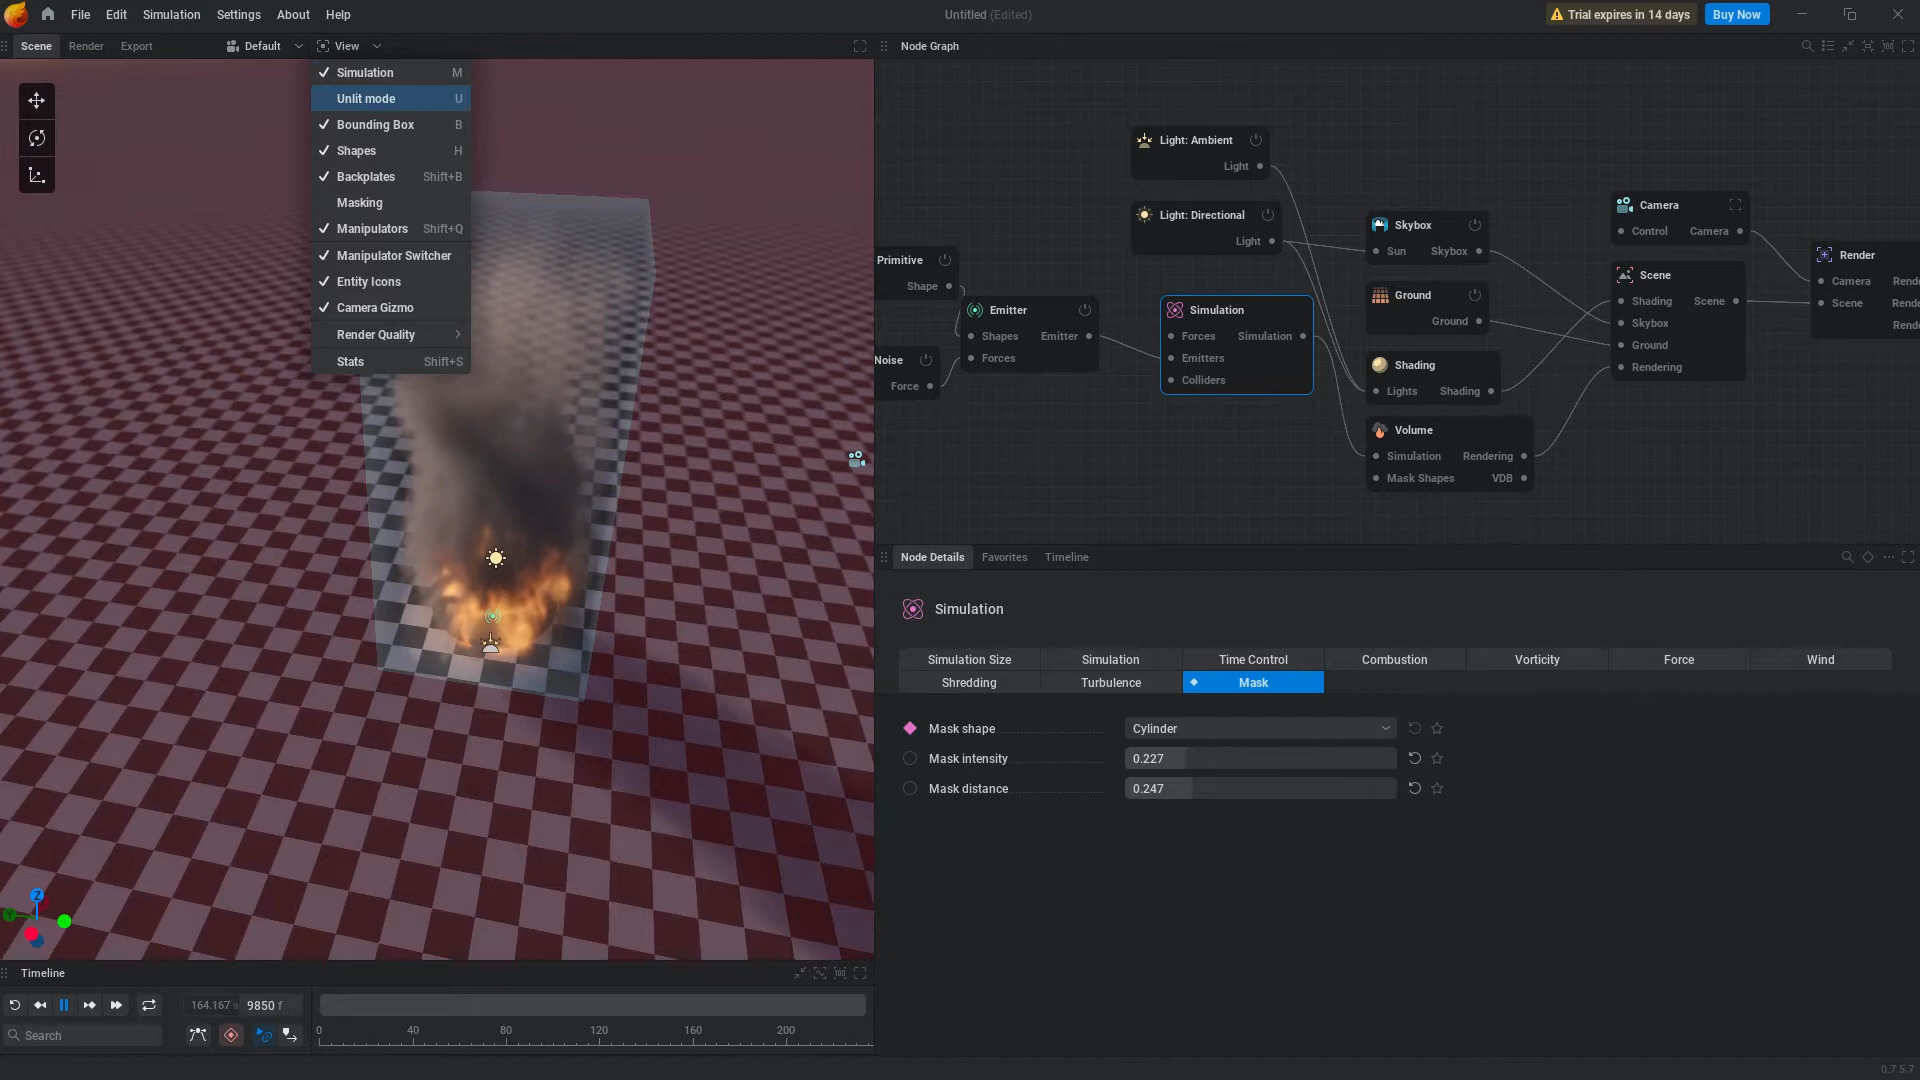 File Edit Simulation Settings About Help
Untitled (Edited)
Trial expires in 14 days
Buy Now
Scene Render Export
Default
View
Simulation M
Unlit mode U
Bounding Box B
Shapes H
Backplates Shift+B
Masking
Manipulators Shift+Q
Manipulator Switcher
Entity Icons
Camera Gizmo
Render Quality
Stats Shift+S
Z
Y
Node Graph
Light: Ambient
Light
Light: Directional
Light
Primitive
Shape
Noise
Force
Emitter
Shapes Emitter
Forces
Simulation
Forces Simulation
Emitters
Colliders
Skybox
Sun Skybox
Ground
Ground
Shading
Lights Shading
Volume
Simulation Rendering
Mask Shapes VDB
Camera
Control Camera
Scene
Shading Scene
Skybox
Ground
Rendering
Render
Camera Rende
Scene Rende
Rende
Node Details Favorites Timeline
Simulation
Simulation Size Simulation Time Control Combustion Vorticity Force Wind
Shredding Turbulence Mask
Mask shape Cylinder
Mask intensity 0.227
Mask distance 0.247
Timeline
164.167 s 9850 f
Search
0 40 80 120 160 200
0.7.5.7